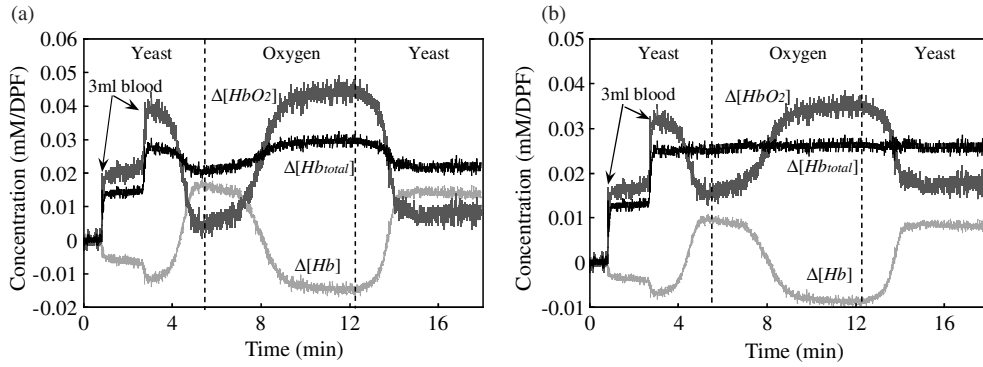 (a)
0.06
0.05
0.04
0.03
0.02
0.01
0
-0.01
-0.02
Concentration (mM/DPF)
Yeast
Oxygen
Yeast
3ml blood
Δ[HbO2]
Δ[Hbtotal]
Δ[Hb]
0
4
8
12
16
Time (min)
(b)
0.05
0.04
0.03
0.02
0.01
0
-0.01
Concentration (mM/DPF)
Yeast
Oxygen
Yeast
3ml blood
Δ[HbO2]
Δ[Hbtotal]
Δ[Hb]
0
4
8
12
16
Time (min)